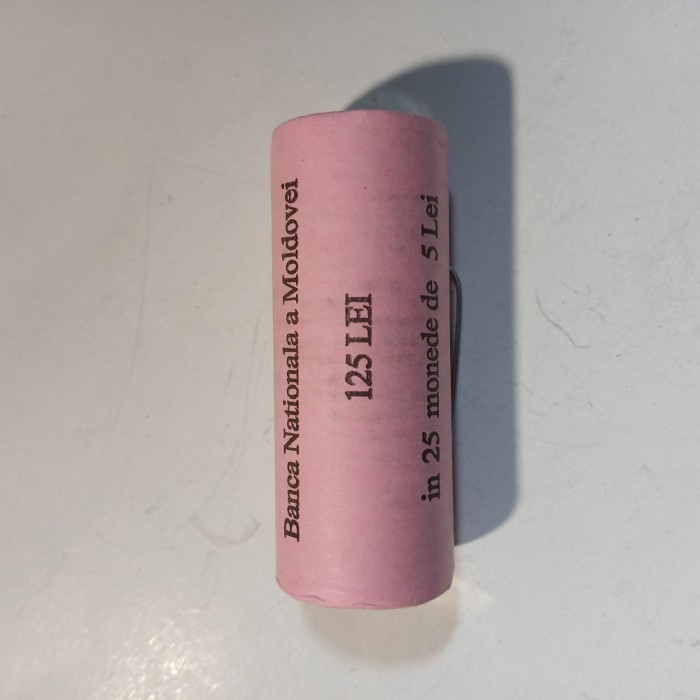 Banca Nationala a Moldovei
125 LEI
in 25 monede de 5 Lei